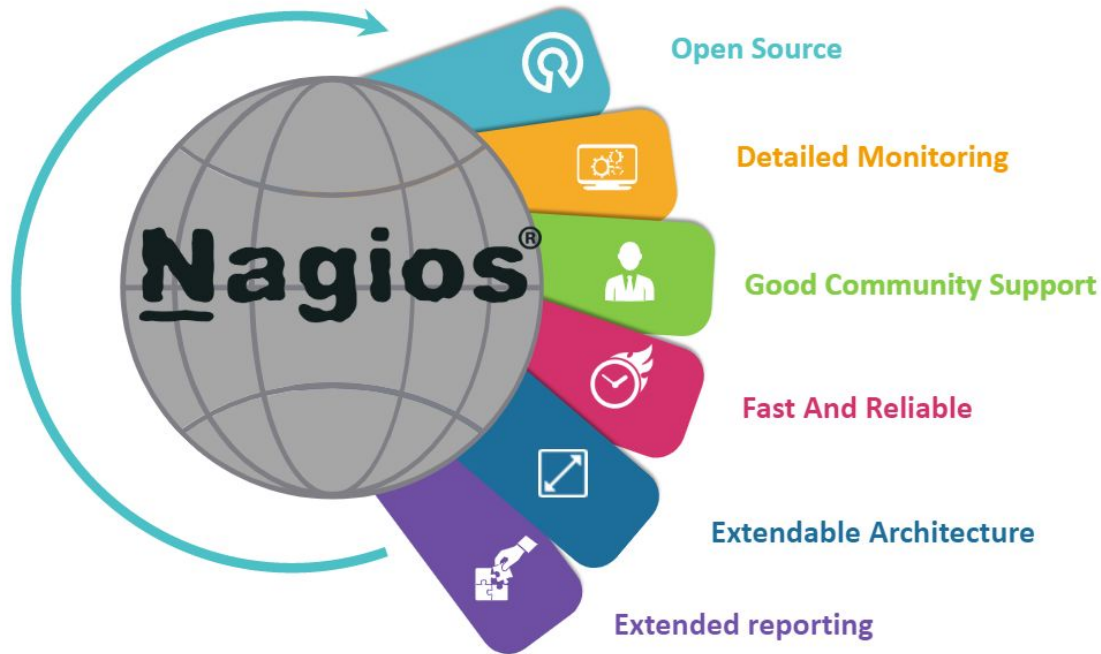 Open Source
Detailed Monitoring
Nagios®
Good Community Support
Fast And Reliable
Extendable Architecture
Extended reporting